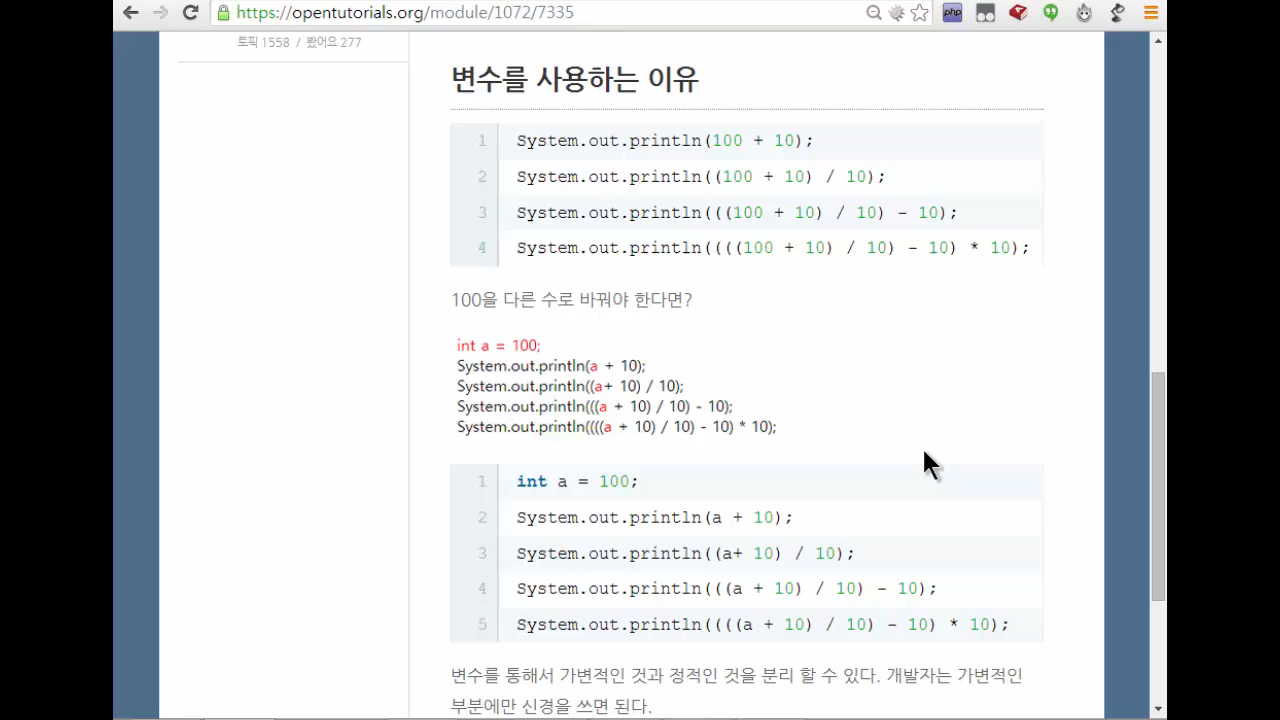 https://opentutorials.org/module/1072/7335
php
토픽 1558 / 봤어요 277
변수를 사용하는 이유
1 System.out.println(100 + 10);
2 System.out.println((100 + 10) / 10);
3 System.out.println(((100 + 10) / 10) - 10);
4 System.out.println((((100 + 10) / 10) - 10) * 10);
100을 다른 수로 바꿔야 한다면?
int a = 100;
System.out.println(a + 10);
System.out.println((a+ 10) / 10);
System.out.println(((a + 10) / 10) - 10);
System.out.println((((a + 10) / 10) - 10) * 10);
1 int a = 100;
2 System.out.println(a + 10);
3 System.out.println((a+ 10) / 10);
4 System.out.println(((a + 10) / 10) - 10);
5 System.out.println((((a + 10) / 10) - 10) * 10);
변수를 통해서 가변적인 것과 정적인 것을 분리 할 수 있다. 개발자는 가변적인
부분에만 신경을 쓰면 된다.